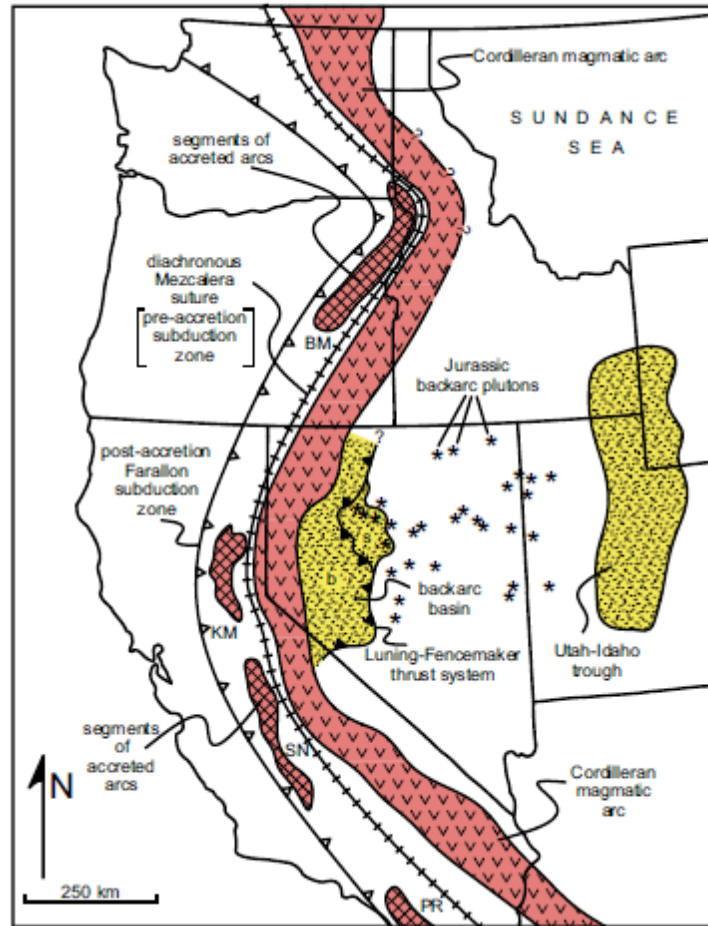 Cordilleran magmatic arc
S U N D A N C E
S E A
segments of
accreted arcs
?
?
?
diachronous
Mezcalera
suture
pre-accretion
subduction
zone
BM
Jurassic
backarc plutons
?
post-accretion
Farallon
subduction
zone
s
b
backarc
basin
KM
Luning-Fencemaker
thrust system
Utah-Idaho
trough
segments
of
accreted
arcs
SN
Cordilleran
magmatic
arc
N
250 km
PR